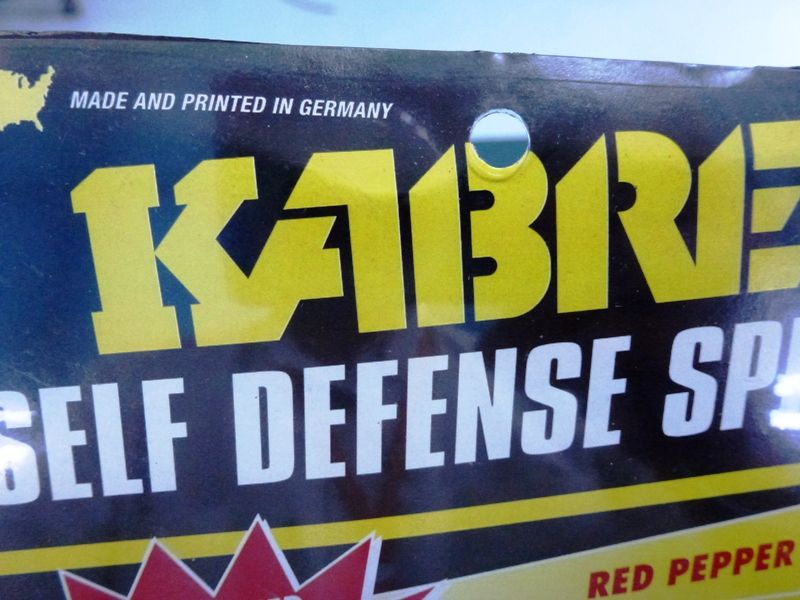 MADE AND PRINTED IN GERMANY
KABRE
SELF DEFENSE SP
RED PEPPER